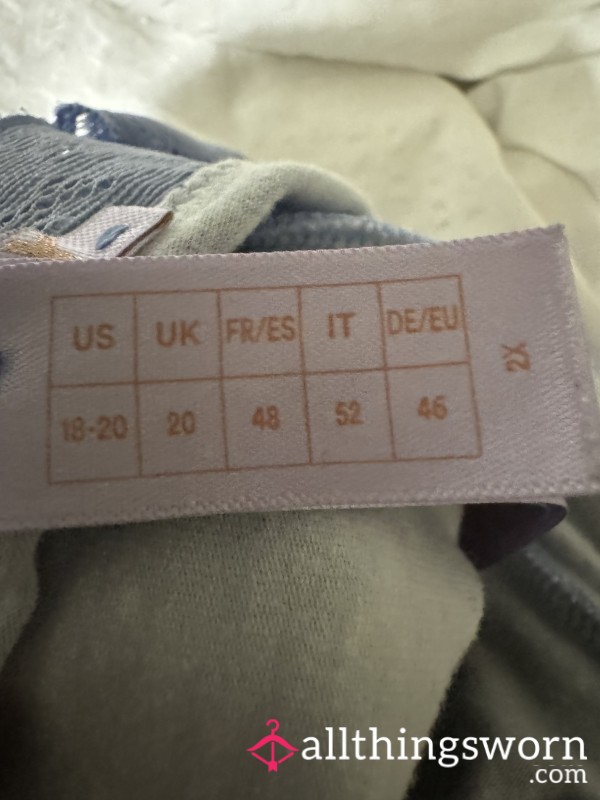 US UK FR/ES IT DE/EU
18-20 20 48 52 46
2X
allthingsworn
.com